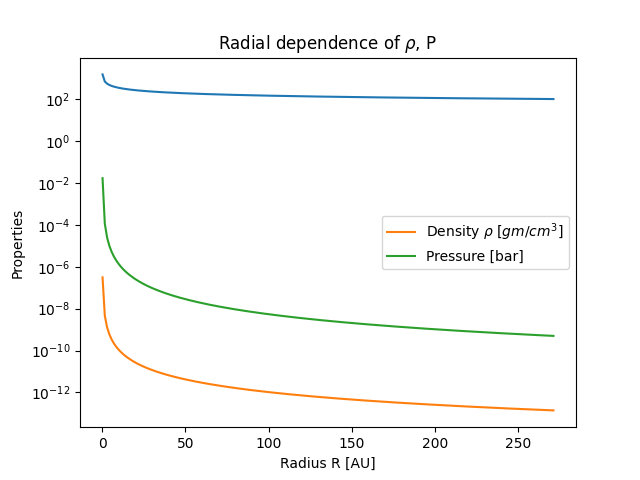 Radial dependence of ρ, P
Properties
10²
10⁰
10⁻²
10⁻⁴
10⁻⁶
10⁻⁸
10⁻¹⁰
10⁻¹²
Density ρ [gm/cm³]
Pressure [bar]
0 50 100 150 200 250
Radius R [AU]